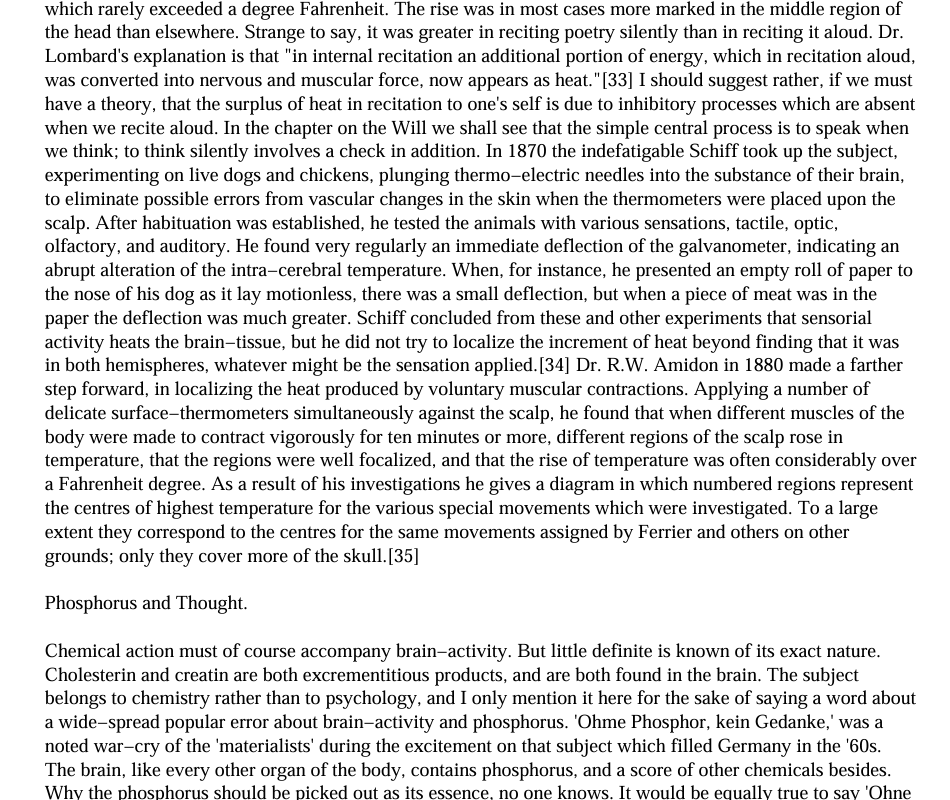 which rarely exceeded a degree Fahrenheit. The rise was in most cases more marked in the middle region of
the head than elsewhere. Strange to say, it was greater in reciting poetry silently than in reciting it aloud. Dr.
Lombard's explanation is that "in internal recitation an additional portion of energy, which in recitation aloud,
was converted into nervous and muscular force, now appears as heat."[33] I should suggest rather, if we must
have a theory, that the surplus of heat in recitation to one's self is due to inhibitory processes which are absent
when we recite aloud. In the chapter on the Will we shall see that the simple central process is to speak when
we think; to think silently involves a check in addition. In 1870 the indefatigable Schiff took up the subject,
experimenting on live dogs and chickens, plunging thermo−electric needles into the substance of their brain,
to eliminate possible errors from vascular changes in the skin when the thermometers were placed upon the
scalp. After habituation was established, he tested the animals with various sensations, tactile, optic,
olfactory, and auditory. He found very regularly an immediate deflection of the galvanometer, indicating an
abrupt alteration of the intra−cerebral temperature. When, for instance, he presented an empty roll of paper to
the nose of his dog as it lay motionless, there was a small deflection, but when a piece of meat was in the
paper the deflection was much greater. Schiff concluded from these and other experiments that sensorial
activity heats the brain−tissue, but he did not try to localize the increment of heat beyond finding that it was
in both hemispheres, whatever might be the sensation applied.[34] Dr. R.W. Amidon in 1880 made a farther
step forward, in localizing the heat produced by voluntary muscular contractions. Applying a number of
delicate surface−thermometers simultaneously against the scalp, he found that when different muscles of the
body were made to contract vigorously for ten minutes or more, different regions of the scalp rose in
temperature, that the regions were well focalized, and that the rise of temperature was often considerably over
a Fahrenheit degree. As a result of his investigations he gives a diagram in which numbered regions represent
the centres of highest temperature for the various special movements which were investigated. To a large
extent they correspond to the centres for the same movements assigned by Ferrier and others on other
grounds; only they cover more of the skull.[35]
Phosphorus and Thought.
Chemical action must of course accompany brain−activity. But little definite is known of its exact nature.
Cholesterin and creatin are both excrementitious products, and are both found in the brain. The subject
belongs to chemistry rather than to psychology, and I only mention it here for the sake of saying a word about
a wide−spread popular error about brain−activity and phosphorus. 'Ohme Phosphor, kein Gedanke,' was a
noted war−cry of the 'materialists' during the excitement on that subject which filled Germany in the '60s.
The brain, like every other organ of the body, contains phosphorus, and a score of other chemicals besides.
Why the phosphorus should be picked out as its essence, no one knows. It would be equally true to say 'Ohne